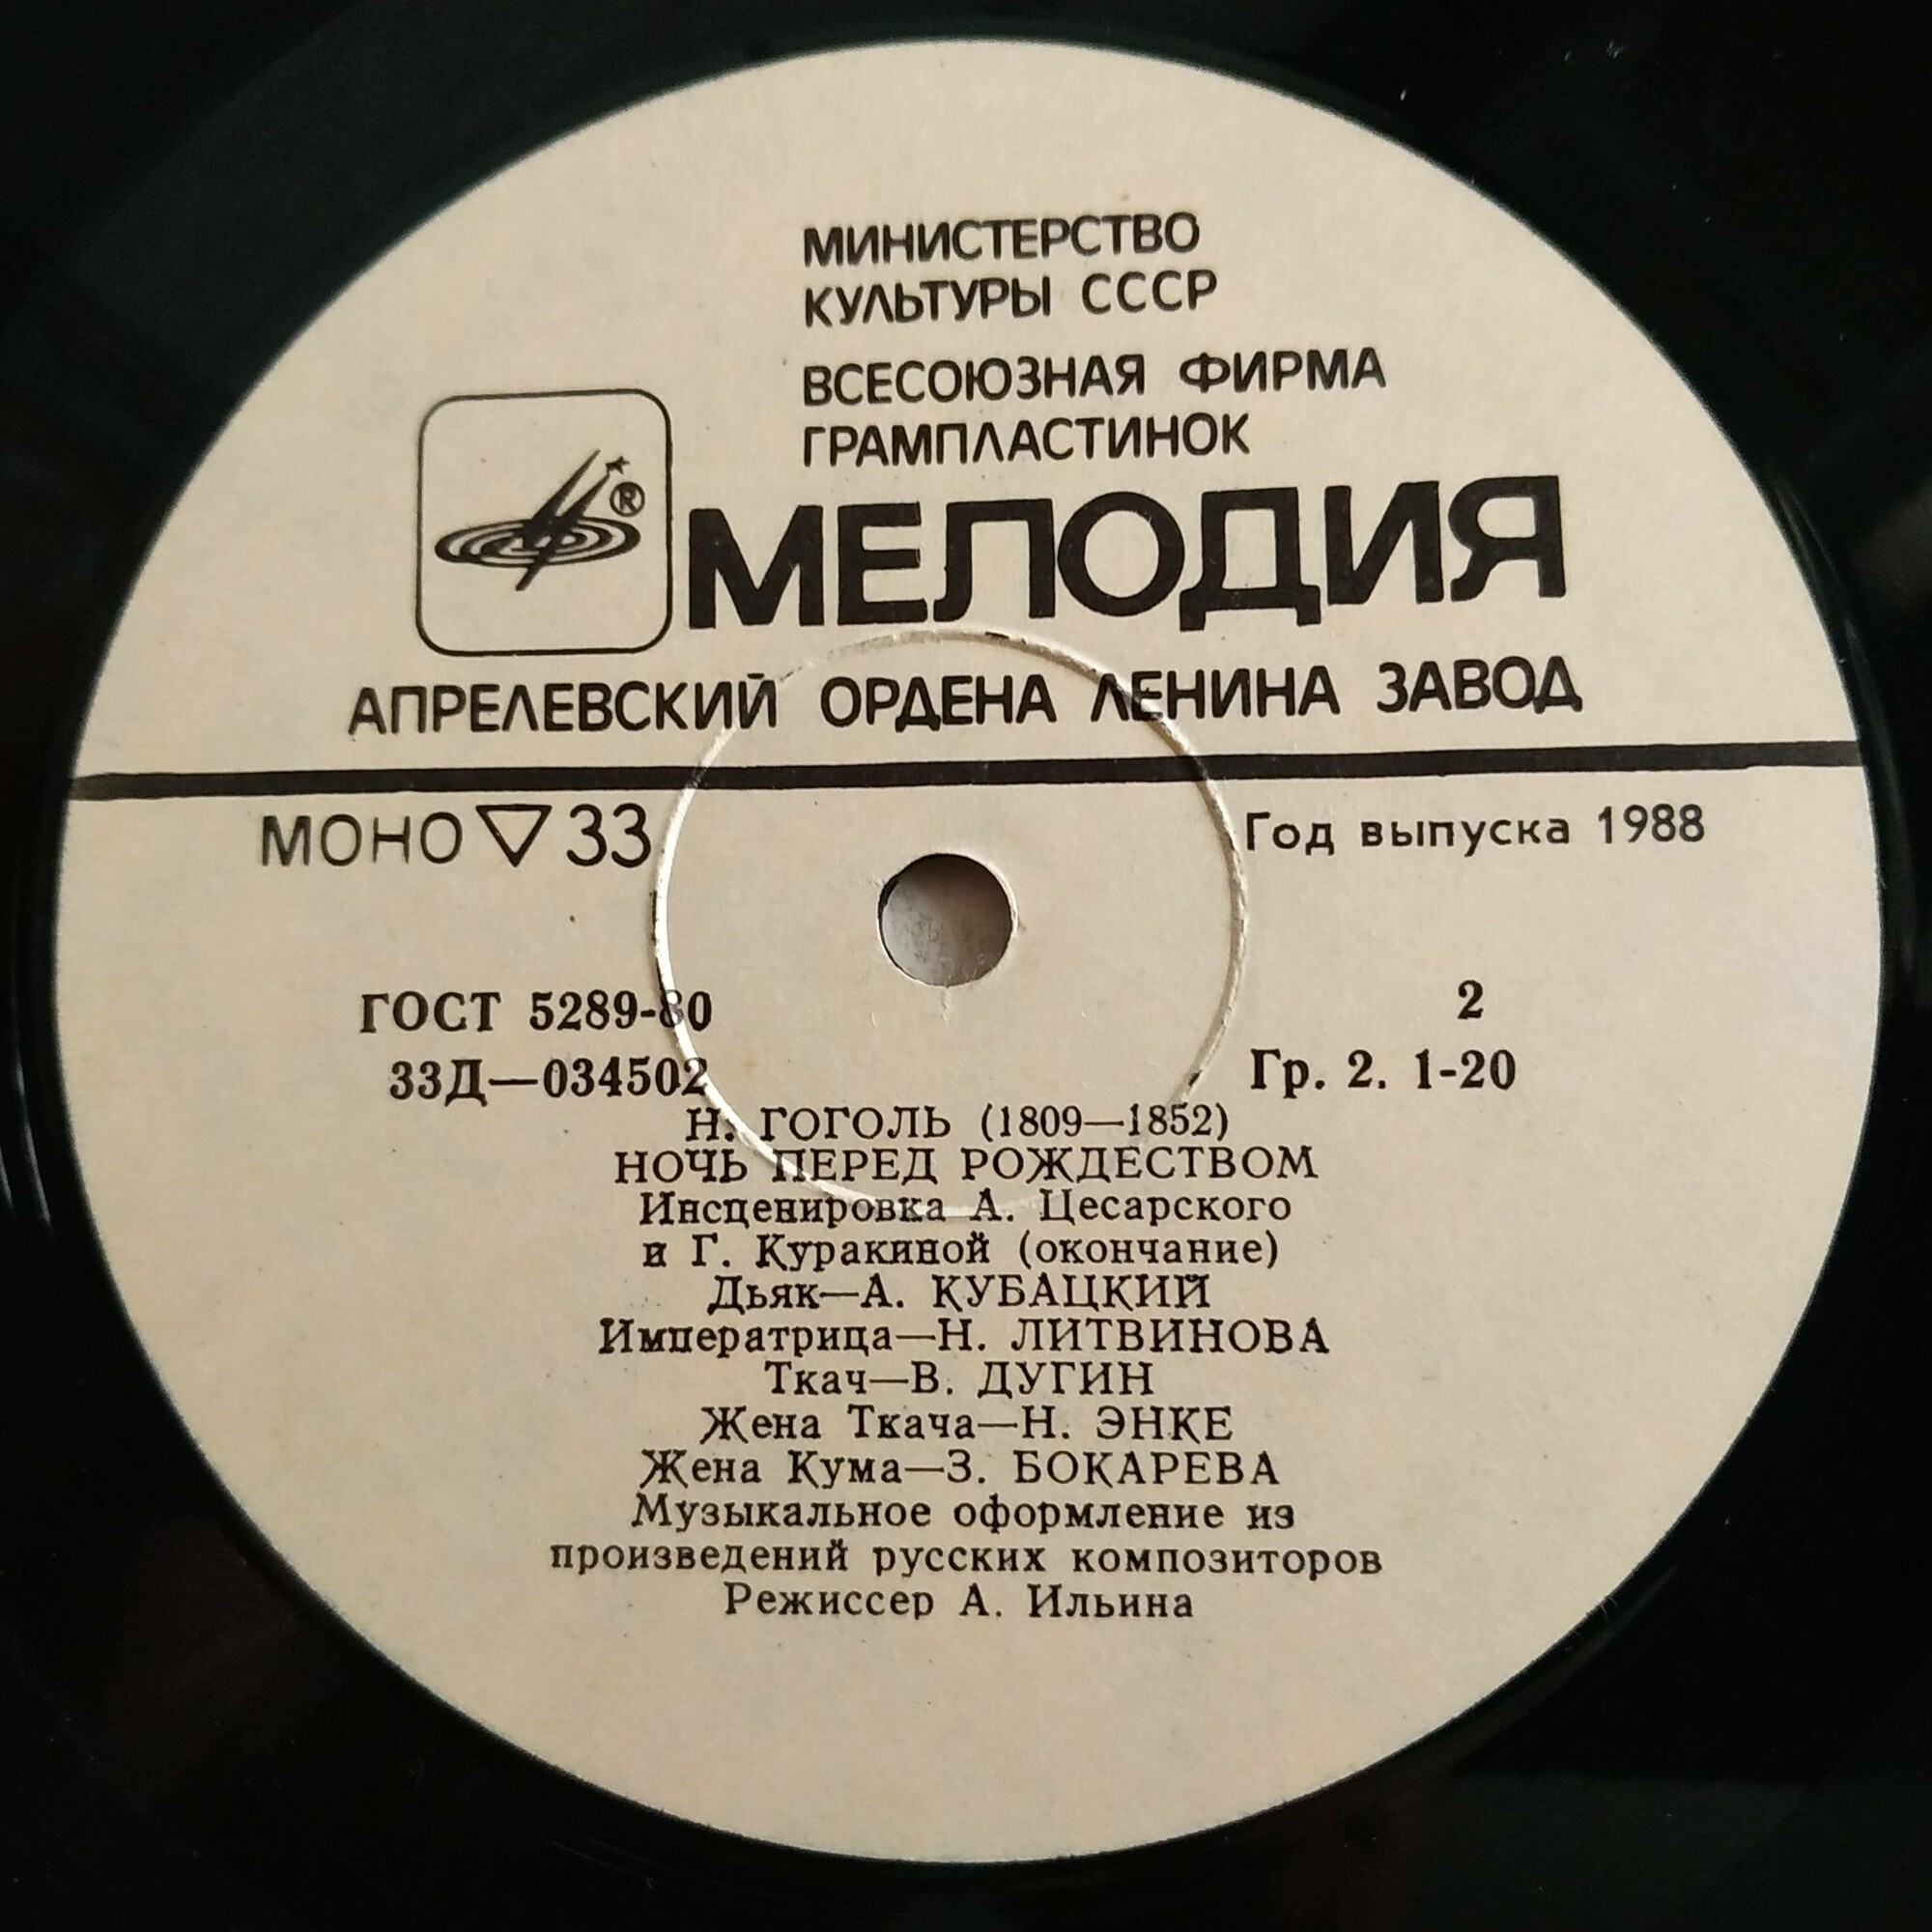 МИНИСТЕРСТВО
КУЛЬТУРЫ СССР
ВСЕСОЮЗНАЯ ФИРМА
ГРАМПЛАСТИНОК
®
МЕЛОДИЯ
АПРЕЛЕВСКИЙ ОРДЕНА ЛЕНИНА ЗАВОД
МОНО ▽ 33
Год выпуска 1988
ГОСТ 5289-80
2
33Д—034502
Гр. 2. 1-20
Н. ГОГОЛЬ (1809—1852)
НОЧЬ ПЕРЕД РОЖДЕСТВОМ
Инсценировка А. Цесарского
и Г. Куракиной (окончание)
Дьяк—А. КУБАЦКИЙ
Императрица—Н. ЛИТВИНОВА
Ткач—В. ДУГИН
Жена Ткача—Н. ЭНКЕ
Жена Кума—З. БОКАРЕВА
Музыкальное оформление из
произведений русских композиторов
Режиссер А. Ильина